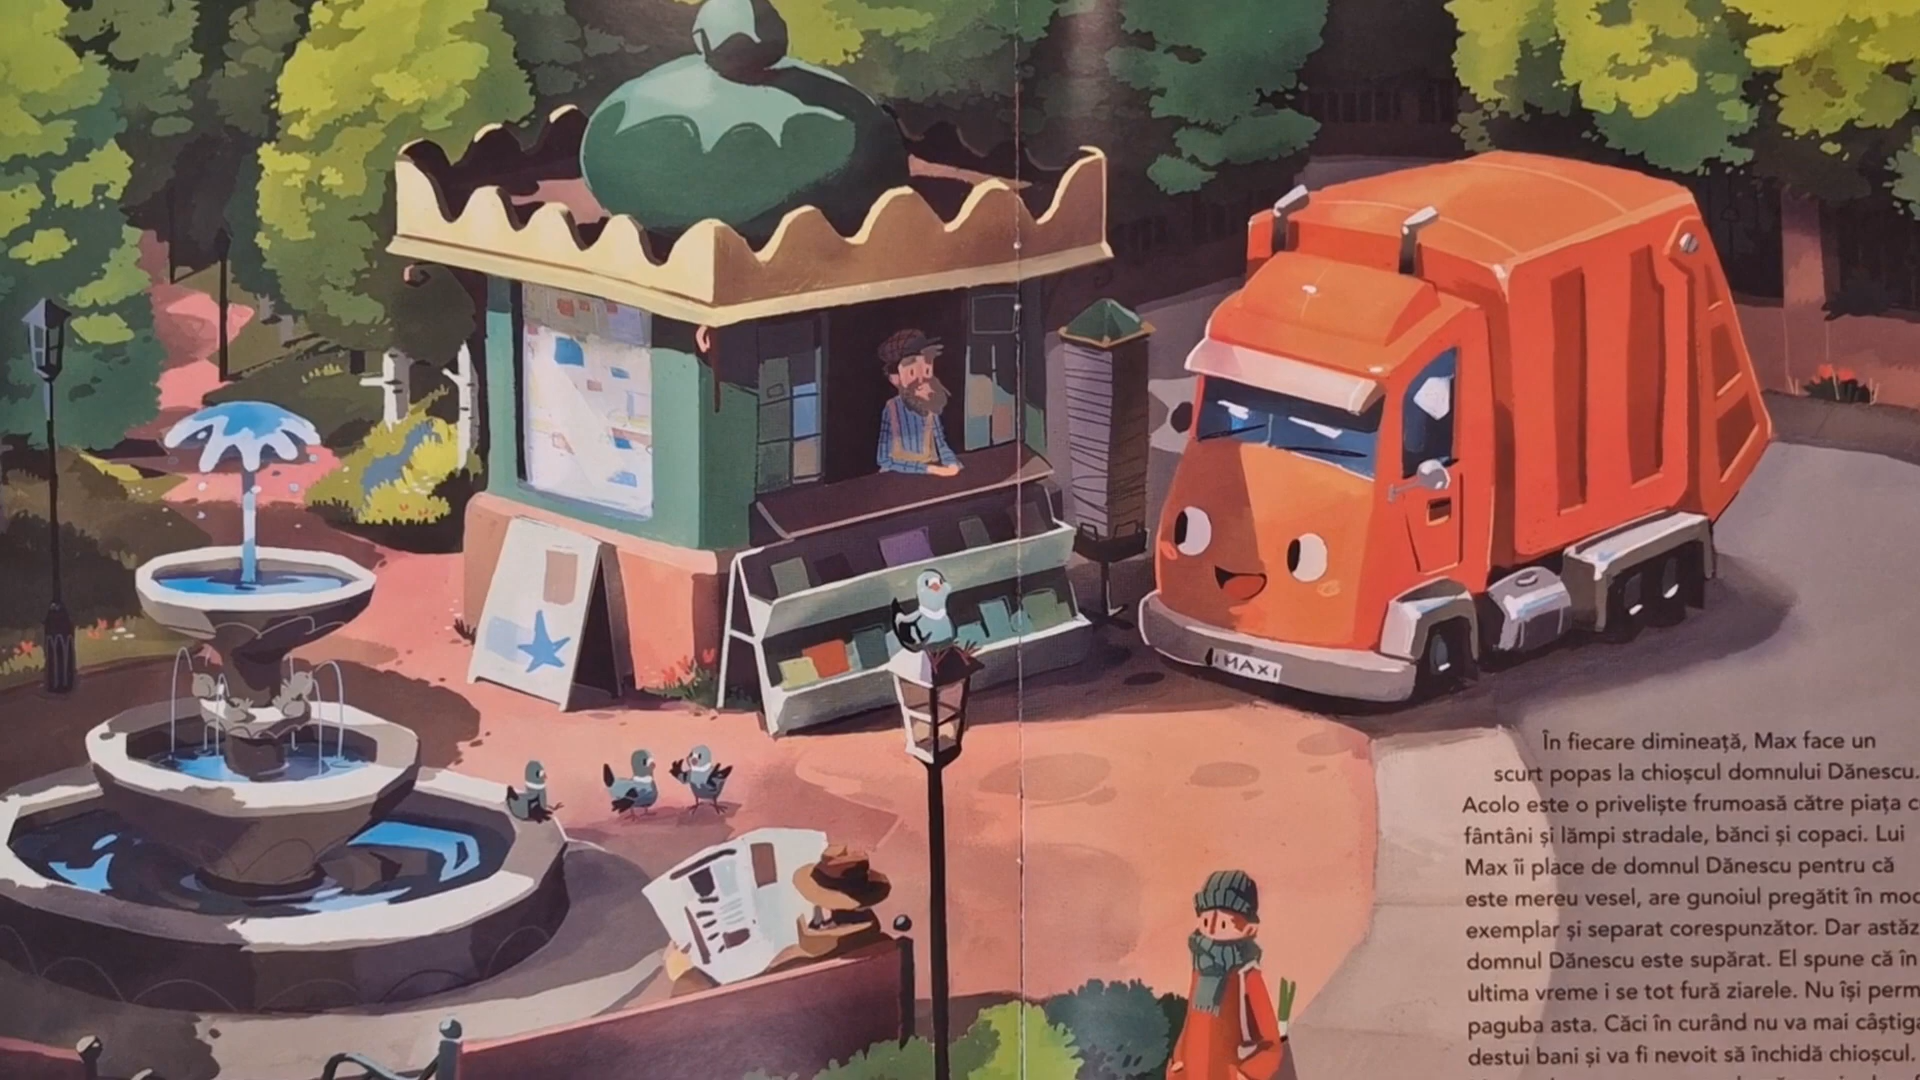 MAXI
În fiecare dimineață, Max face un
scurt popas la chioșcul domnului Dănescu.
Acolo este o priveliște frumoasă către piața
fântâni și lămpi stradale, bănci și copaci. Lui
Max îi place de domnul Dănescu pentru că
este mereu vesel, are gunoiul pregătit în
exemplar și separat corespunzător. Dar
domnul Dănescu este supărat. El spune că în
ultima vreme i se tot fură ziarele. Nu își
paguba asta. Căci în curând nu va mai
destui bani și va fi nevoit să închidă chioșcul.